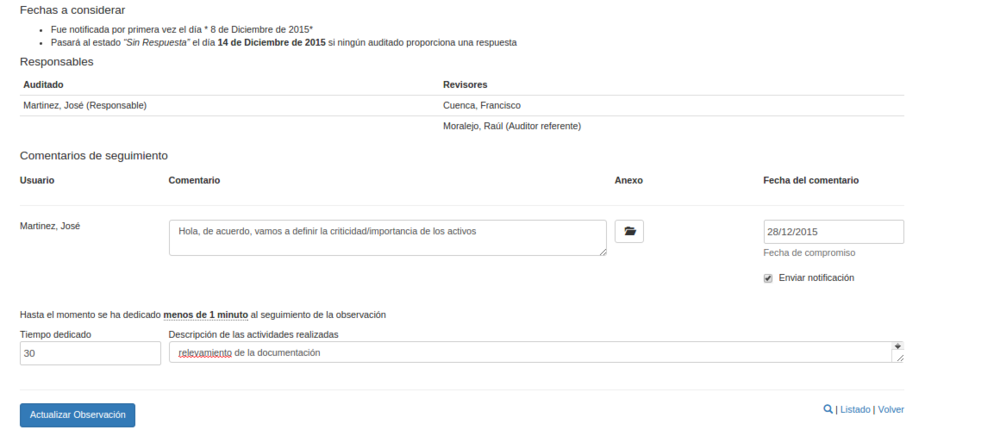 Fechas a considerar
Fue notificada por primera vez el día * 8 de Diciembre de 2015*
Pasará al estado "Sin Respuesta" el día 14 de Diciembre de 2015 si ningún auditado proporciona una respuesta
Responsables
Auditado Revisores
Martinez, José (Responsable) Cuenca, Francisco
Moralejo, Raúl (Auditor referente)
Comentarios de seguimiento
Usuario Comentario Anexo Fecha del comentario
Martinez, José Hola, de acuerdo, vamos a definir la criticidad/importancia de los activos 28/12/2015
Fecha de compromiso
Enviar notificación
Hasta el momento se ha dedicado menos de 1 minuto al seguimiento de la observación
Tiempo dedicado Descripción de las actividades realizadas
30 relevamiento de la documentación
Actualizar Observación | Listado | Volver